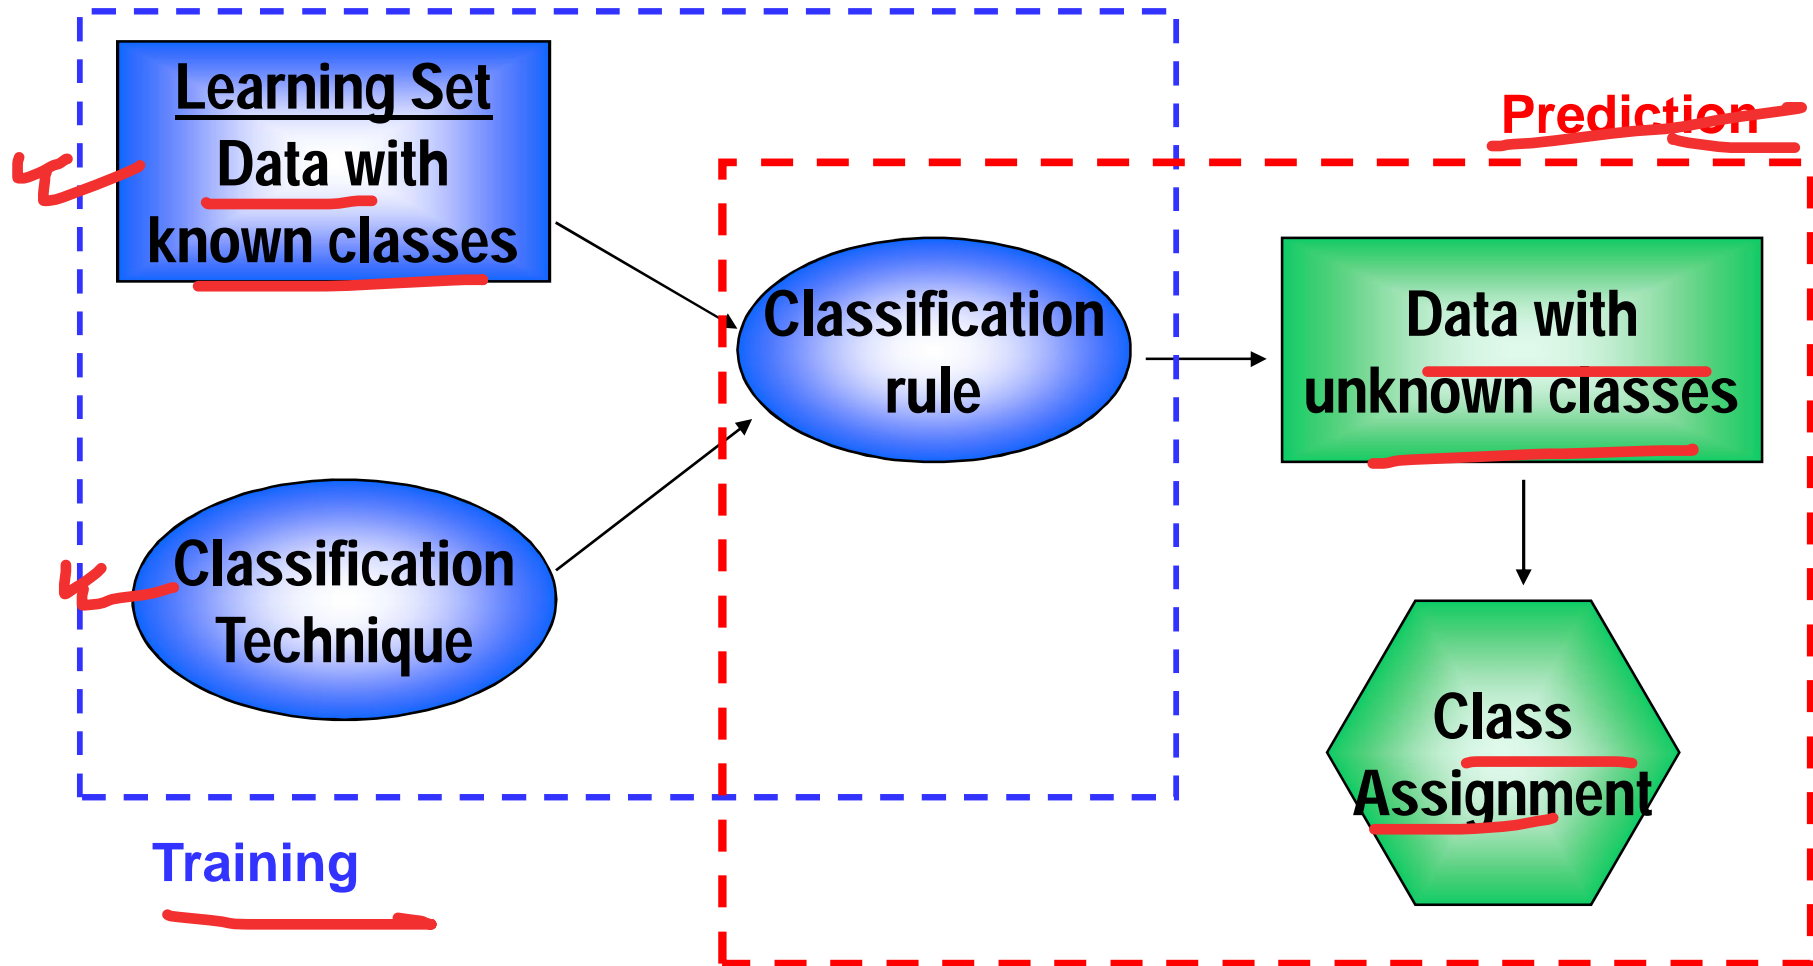 Learning Set
Data with
known classes
Prediction
Classification
rule
Data with
unknown classes
Classification
Technique
Class
Assignment
Training